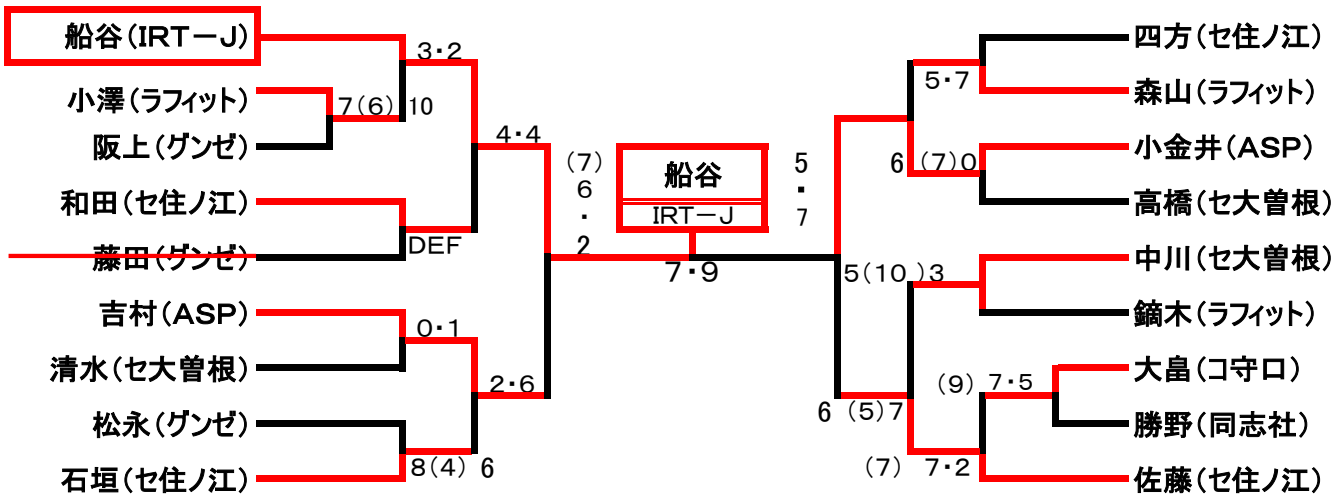 船谷(IRT－J)
3・2
小澤(ラフィット)
7(6)10
阪上(グンゼ)
4・4
和田(セ住ノ江)
DEF
藤田(グンゼ)
吉村(ASP)
0・1
清水(セ大曽根)
2・6
松永(グンゼ)
8(4) 6
石垣(セ住ノ江)
(7)
6
・
2
船谷
IRT－J
7・9
5
・
7
四方(セ住ノ江)
5・7
森山(ラフィット)
小金井(ASP)
6 (7)0
高橋(セ大曽根)
中川(セ大曽根)
5(10 )3
鏑木(ラフィット)
大畠(コ守口)
(9) 7・5
勝野(同志社)
6 (5)7
(7) 7・2
佐藤(セ住ノ江)